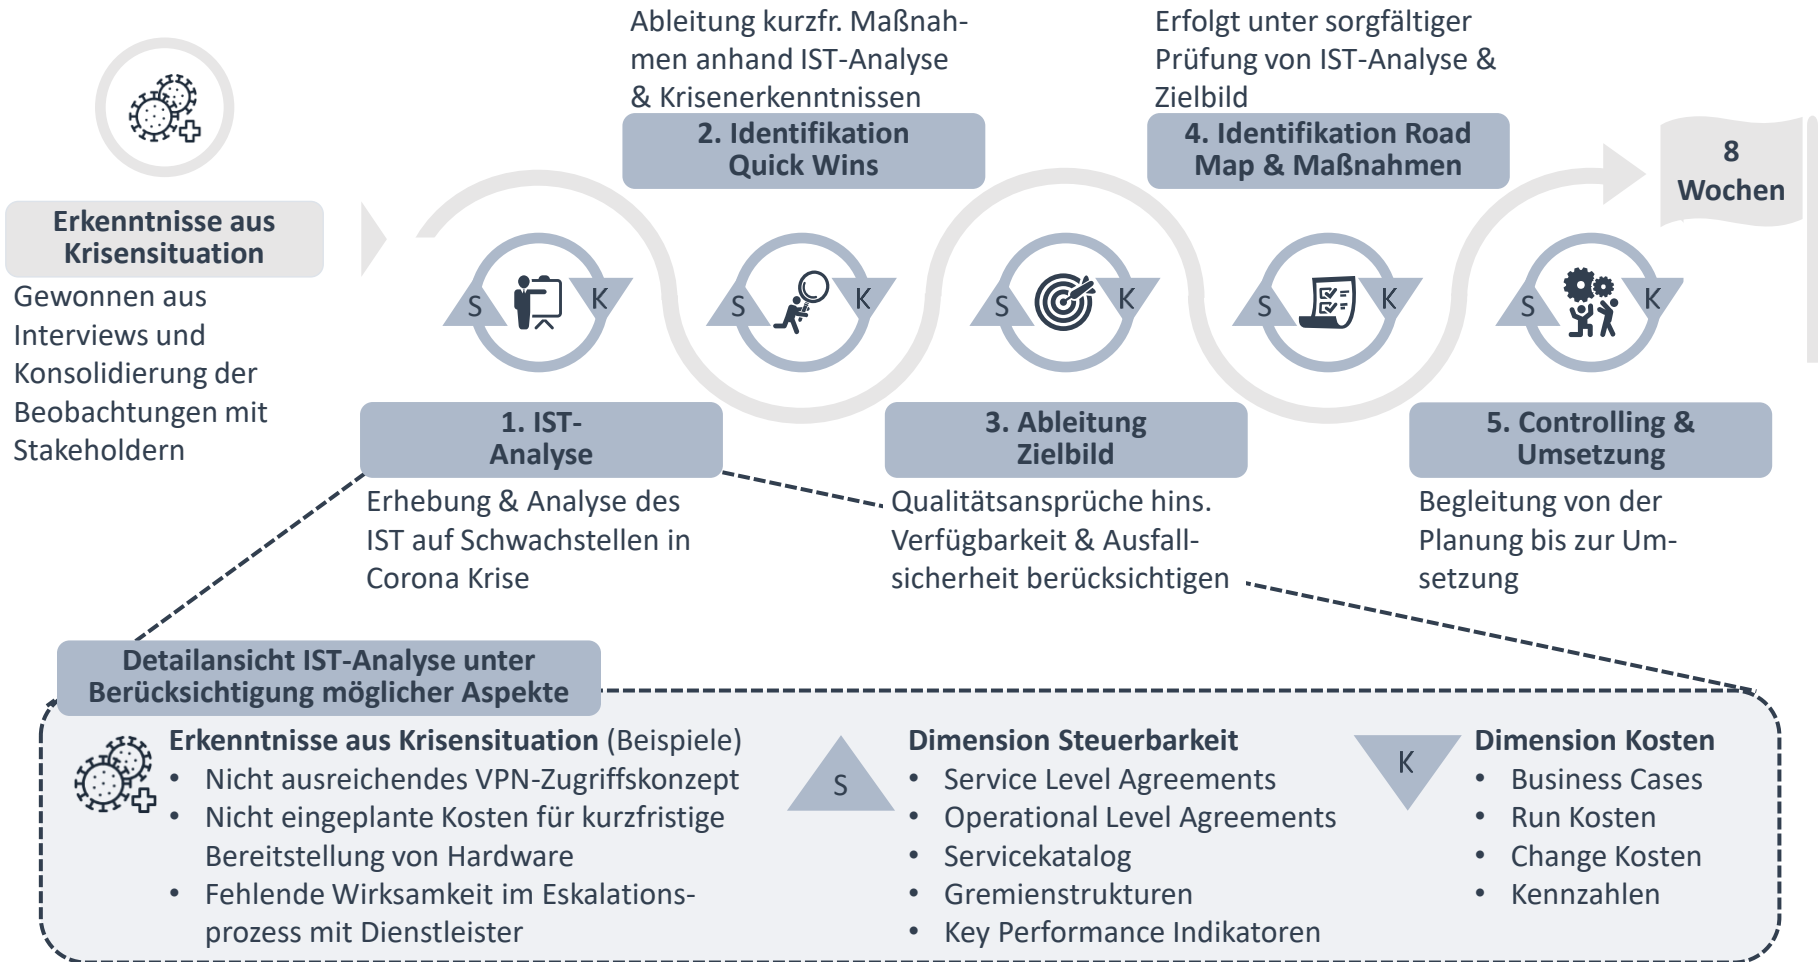 Erkenntnisse aus
Krisensituation
Gewonnen aus
Interviews und
Konsolidierung der
Beobachtungen mit
Stakeholdern
S
K
1. IST-
Analyse
Erhebung & Analyse des
IST auf Schwachstellen in
Corona Krise
Ableitung kurzfr. Maßnah-
men anhand IST-Analyse
& Krisenerkenntnissen
2. Identifikation
Quick Wins
S
K
S
K
3. Ableitung
Zielbild
Qualitätsansprüche hins.
Verfügbarkeit & Ausfall-
sicherheit berücksichtigen
Erfolgt unter sorgfältiger
Prüfung von IST-Analyse &
Zielbild
4. Identifikation Road
Map & Maßnahmen
S
K
S
K
5. Controlling &
Umsetzung
Begleitung von der
Planung bis zur Um-
setzung
8
Wochen
Detailansicht IST-Analyse unter
Berücksichtigung möglicher Aspekte
Erkenntnisse aus Krisensituation (Beispiele)
• Nicht ausreichendes VPN-Zugriffskonzept
• Nicht eingeplante Kosten für kurzfristige
Bereitstellung von Hardware
• Fehlende Wirksamkeit im Eskalations-
prozess mit Dienstleister
S
Dimension Steuerbarkeit
• Service Level Agreements
• Operational Level Agreements
• Servicekatalog
• Gremienstrukturen
• Key Performance Indikatoren
K
Dimension Kosten
• Business Cases
• Run Kosten
• Change Kosten
• Kennzahlen